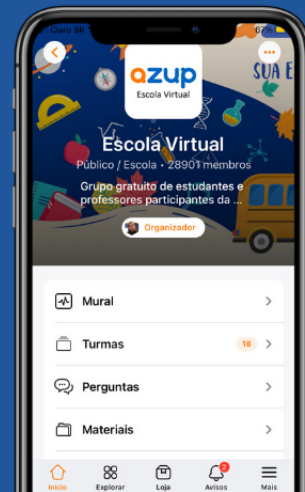 Claro BR
67%
azup
Escola Virtual
SUA E
Escola Virtual
Público / Escola • 28901 membros
Grupo gratuito de estudantes e
professores participantes da ...
Organizador
Mural
Turmas
18
Perguntas
Materiais
Início Explorar Loja Avisos Mais